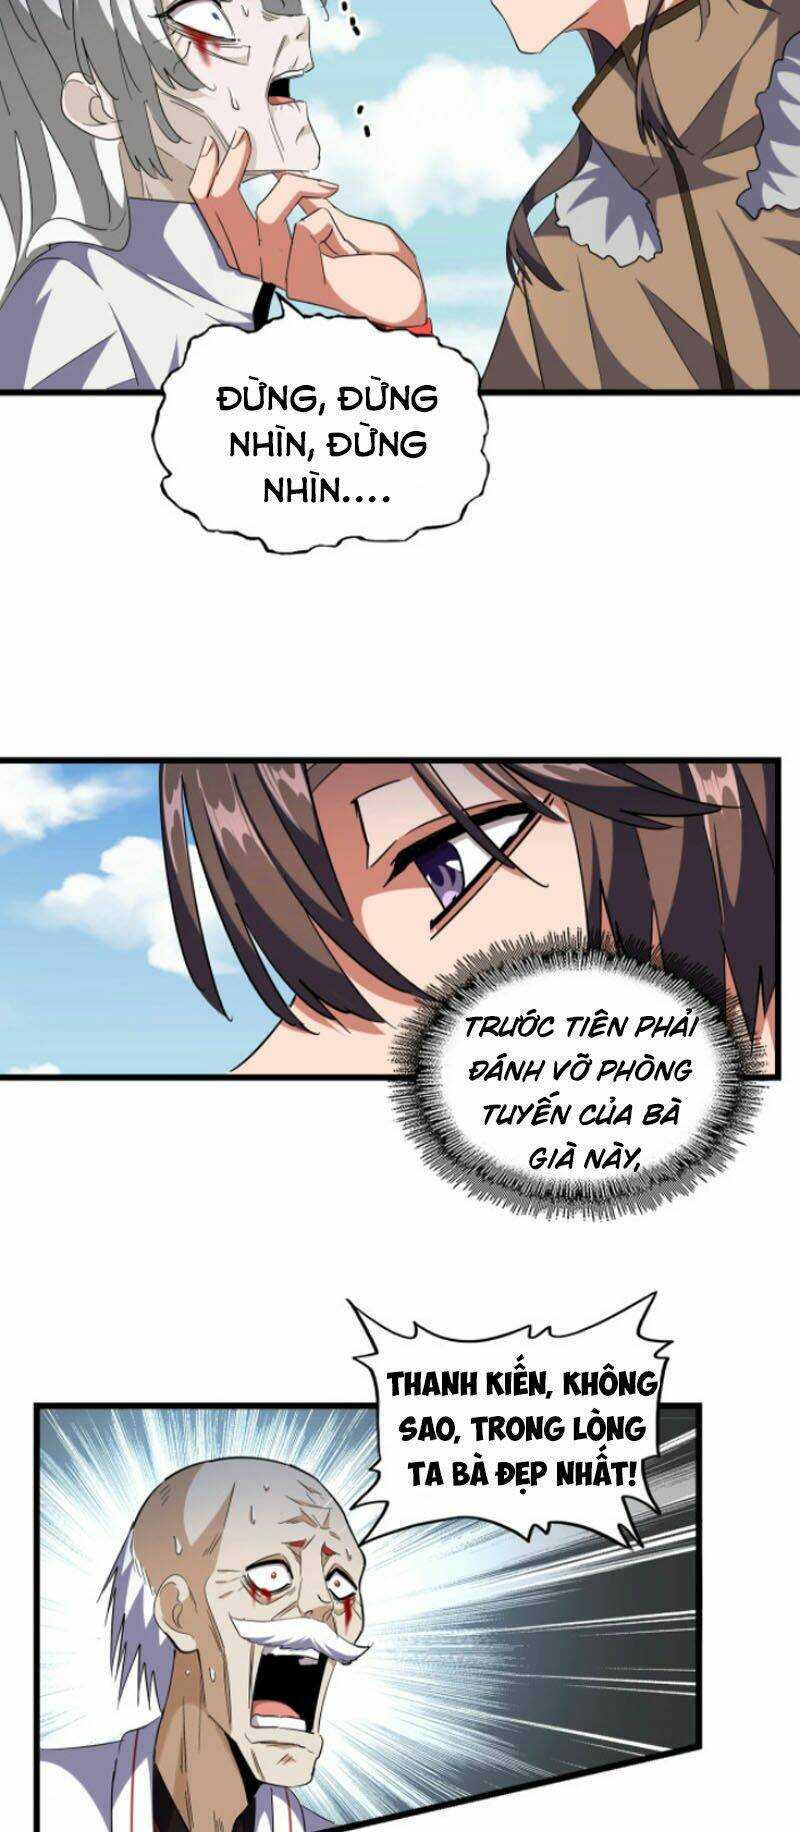 ĐỪNG, ĐỪNG
NHÌN, ĐỪNG
NHÌN....
TRƯỚC TIÊN PHẢI
ĐÁNH VỠ PHÒNG
TUYẾN CỦA BÀ
GIÀ NÀY,
THANH KIẾN, KHÔNG
SAO, TRONG LÒNG
TA BÀ ĐẸP NHẤT!